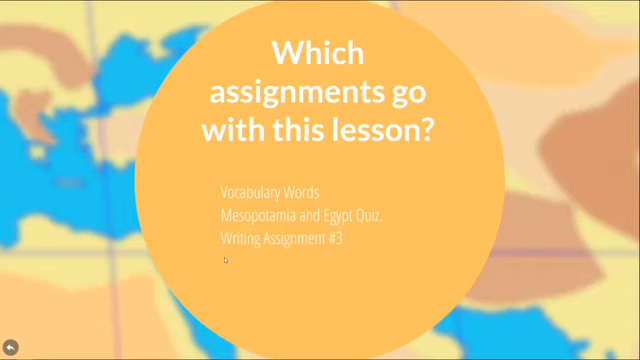 Which
assignments go
with this lesson?
Vocabulary Words
Mesopotamia and Egypt Quiz.
Writing Assignment #3